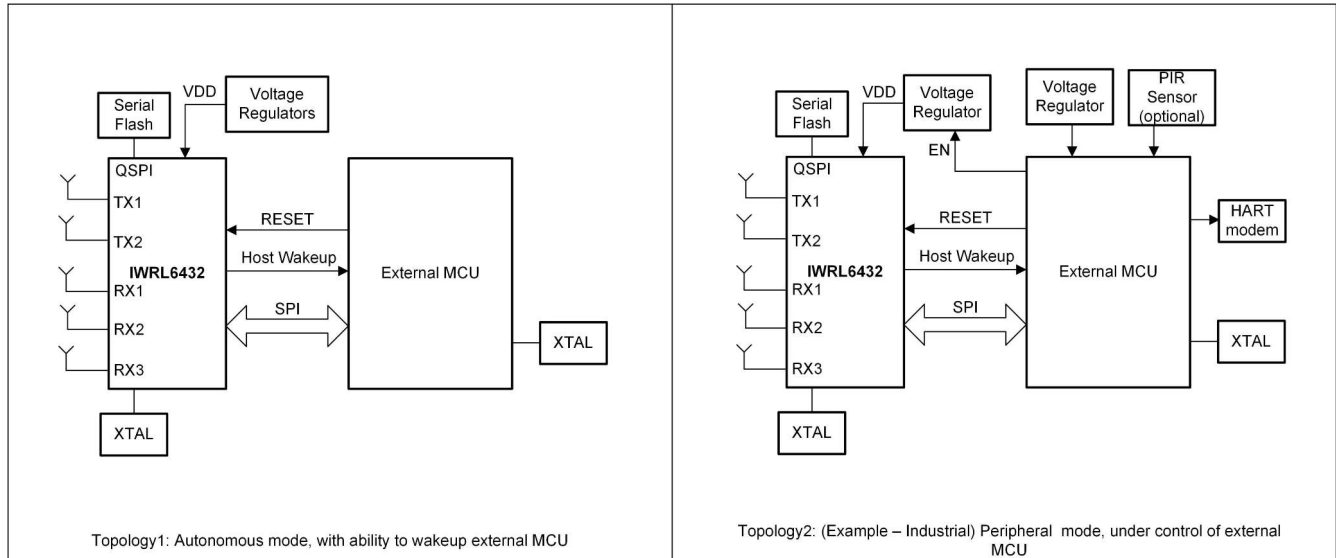 Serial
Flash
VDD
Voltage
Regulators
QSPI
TX1
TX2
IWRL6432
RX1
RX2
RX3
RESET
Host Wakeup
SPI
External MCU
XTAL
XTAL
Topology1: Autonomous mode, with ability to wakeup external MCU
Serial
Flash
VDD
Voltage
Regulator
EN
Voltage
Regulator
PIR
Sensor
(optional)
QSPI
TX1
TX2
IWRL6432
RX1
RX2
RX3
RESET
Host Wakeup
SPI
External MCU
HART
modem
XTAL
XTAL
Topology2: (Example – Industrial) Peripheral mode, under control of external
MCU